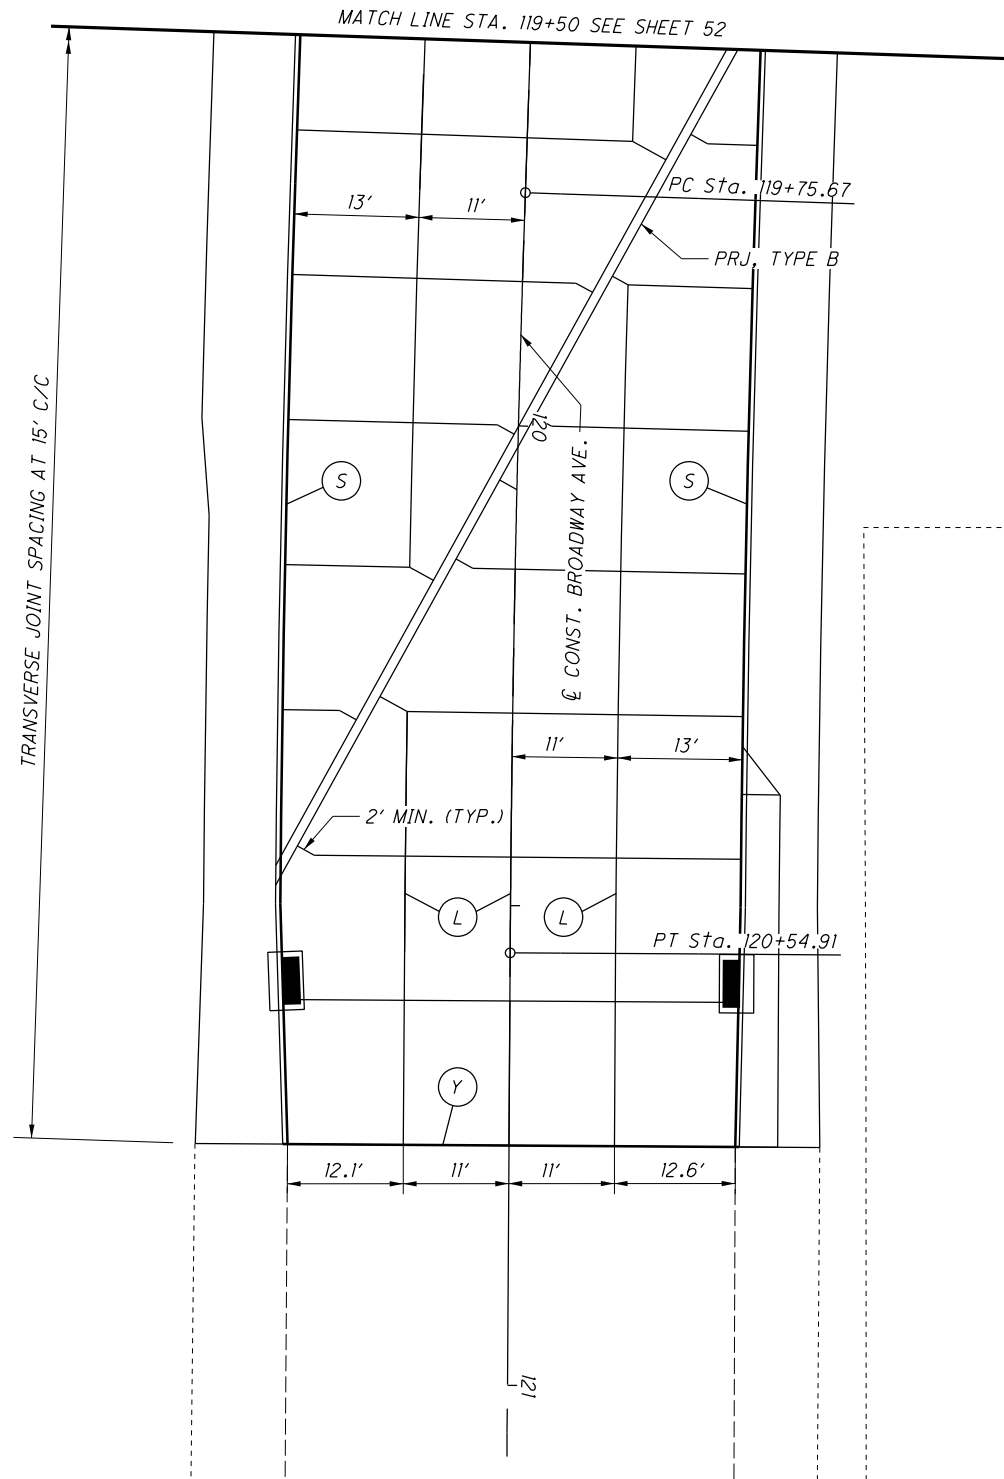 MATCH LINE STA. 119+50 SEE SHEET 52
PC Sta. 119+75.67
13'
11'
PRJ, TYPE B
TRANSVERSE JOINT SPACING AT 15' C/C
120
S
S
℄ CONST. BROADWAY AVE.
11'
13'
2' MIN. (TYP.)
L
L
PT Sta. 120+54.91
Y
12.1'
11'
11'
12.6'
121